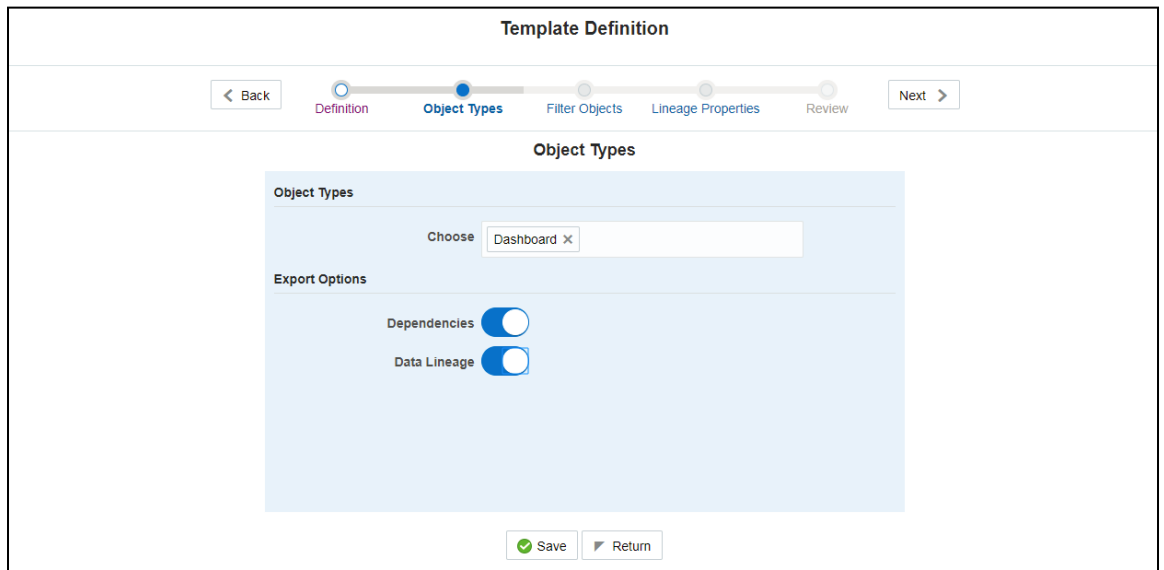 Template Definition
Back
Definition
Object Types
Filter Objects
Lineage Properties
Review
Next
Object Types
Object Types
Choose Dashboard
Export Options
Dependencies
Data Lineage
Save Return